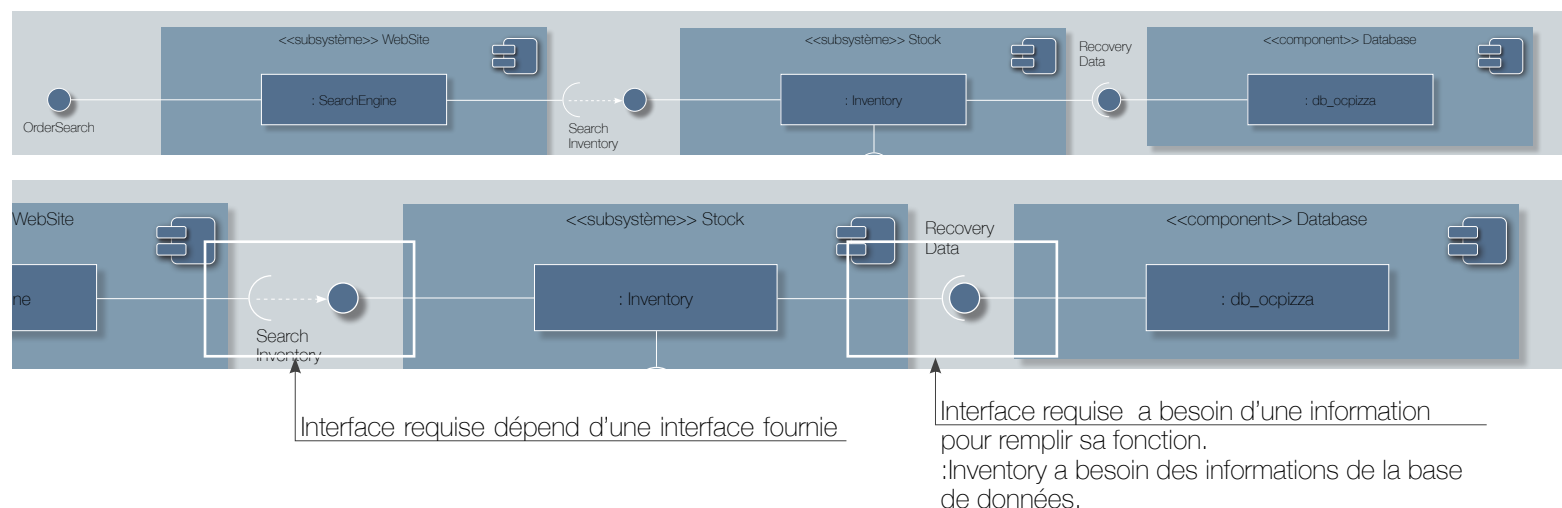 <<subsystème>> WebSite
<<subsystème>> Stock
<<component>> Database
Recovery
Data
: SearchEngine
: Inventory
: db_ocpizza
OrderSearch
Search
Inventory
WebSite
<<subsystème>> Stock
<<component>> Database
Recovery
Data
ne
: Inventory
: db_ocpizza
Search
Inventory
Interface requise dépend d’une interface fournie
Interface requise a besoin d’une information
pour remplir sa fonction.
:Inventory a besoin des informations de la base
de données.